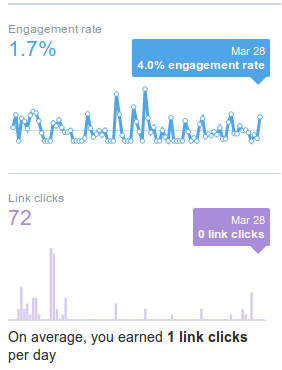 Engagement rate
1.7%
Mar 28
4.0% engagement rate
Link clicks
72
Mar 28
0 link clicks
On average, you earned 1 link clicks
per day